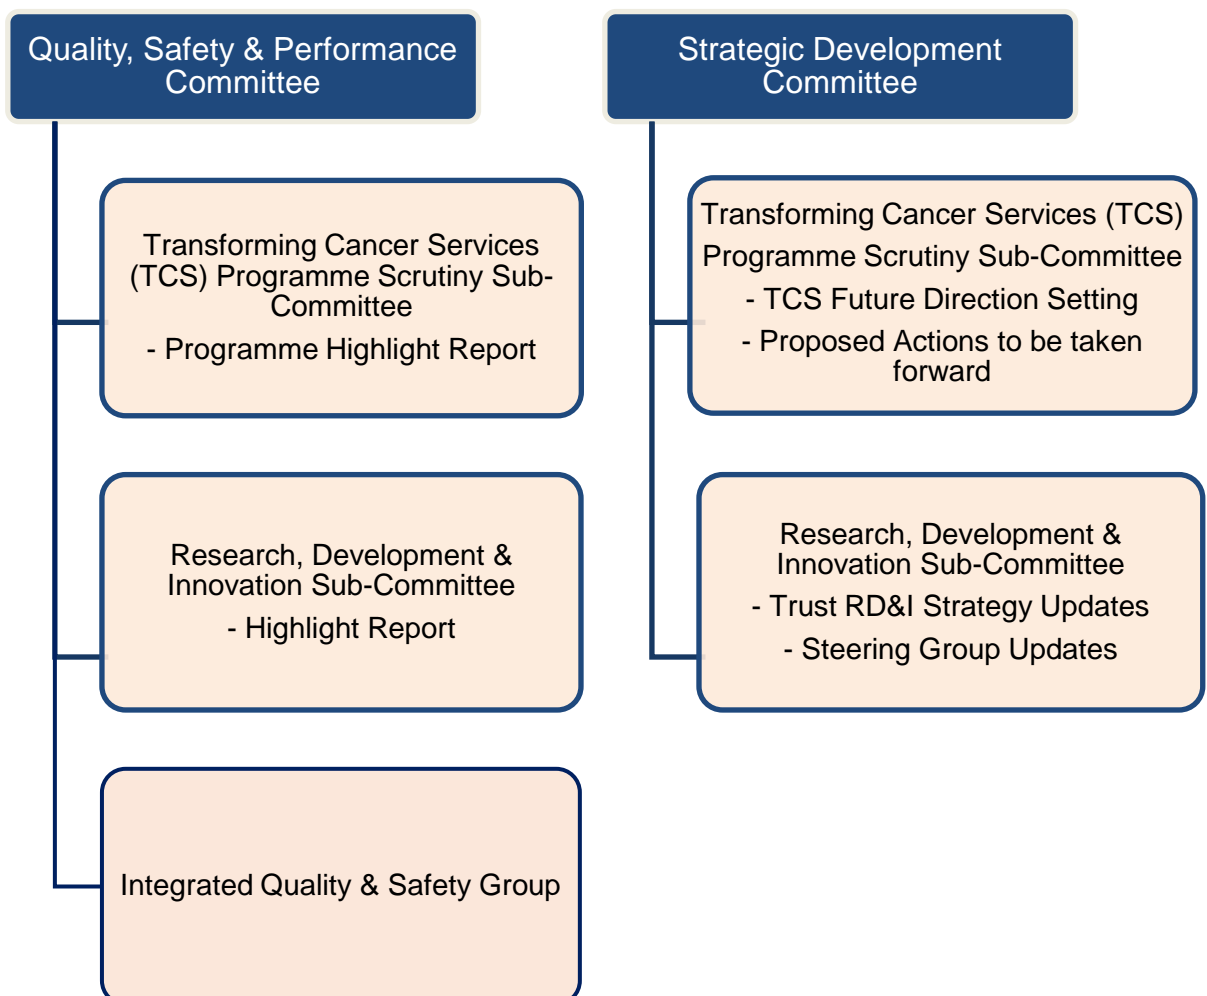 Quality, Safety & Performance
Committee
Transforming Cancer Services
(TCS) Programme Scrutiny Sub-
Committee
- Programme Highlight Report
Research, Development &
Innovation Sub-Committee
- Highlight Report
Integrated Quality & Safety Group
Strategic Development
Committee
Transforming Cancer Services (TCS)
Programme Scrutiny Sub-Committee
- TCS Future Direction Setting
- Proposed Actions to be taken
forward
Research, Development &
Innovation Sub-Committee
- Trust RD&I Strategy Updates
- Steering Group Updates